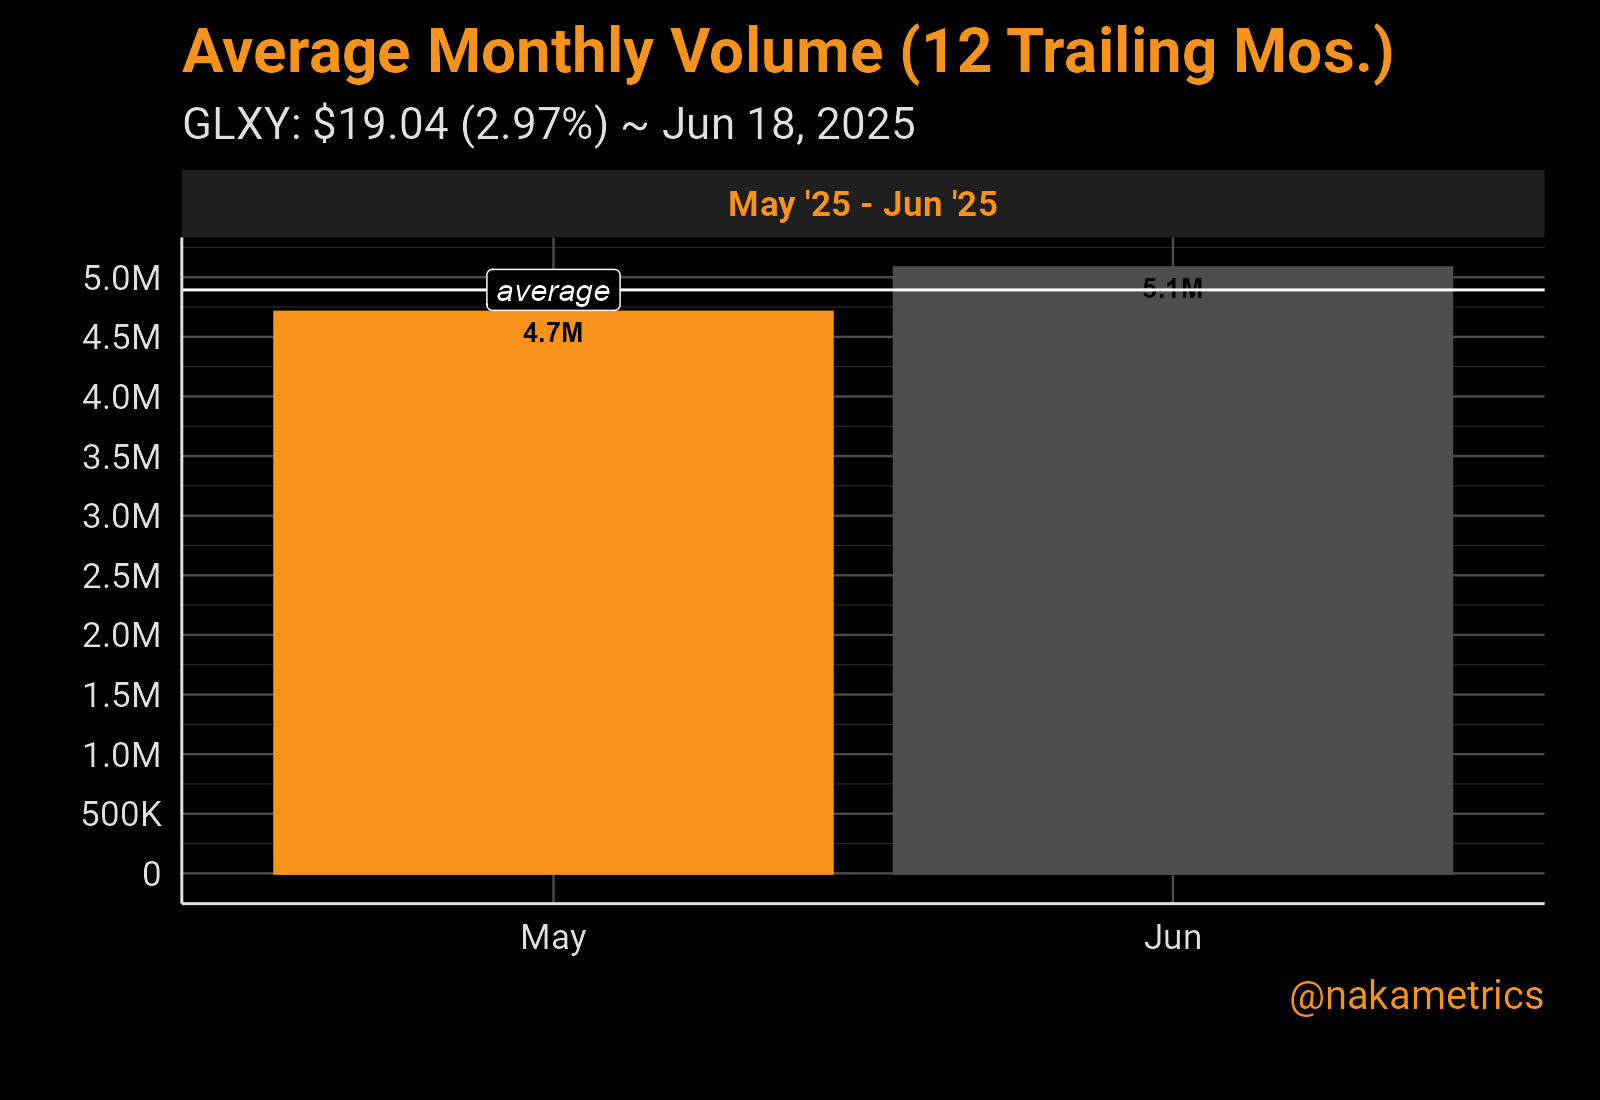 Average Monthly Volume (12 Trailing Mos.)
GLXY: $19.04 (2.97%) ~ Jun 18, 2025
May '25 - Jun '25
5.0M
average
5.1M
4.7M
4.5M
4.0M
3.5M
3.0M
2.5M
2.0M
1.5M
1.0M
500K
0
May
Jun
@nakametrics